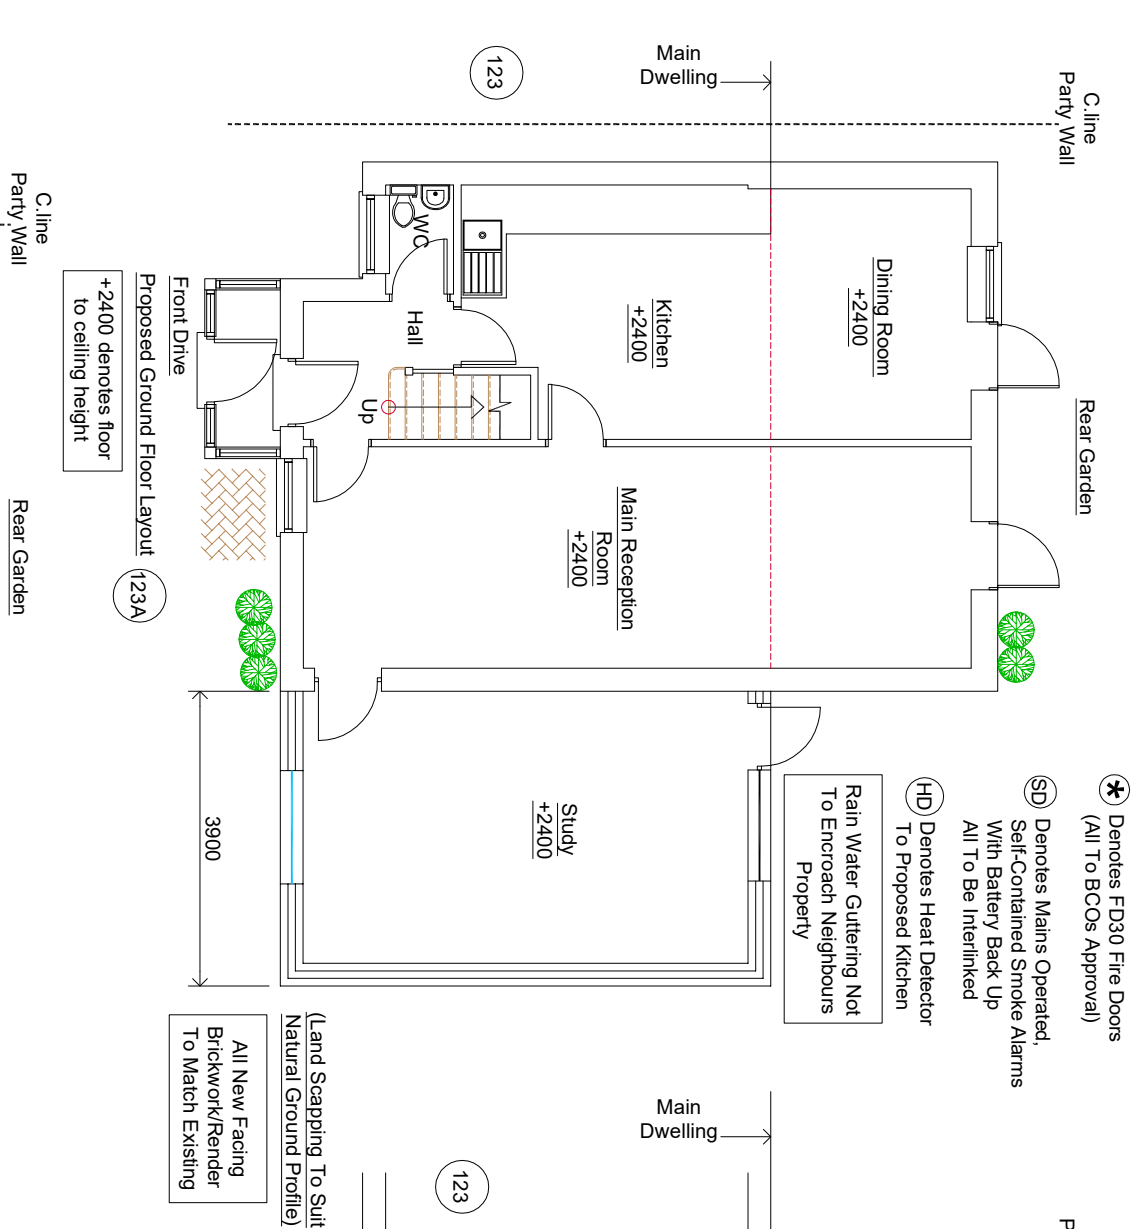 Main
Dwelling
123
C.line
Party Wall
C.line
Party Wall
WC
Hall
Up
Kitchen
+2400
Dining Room
+2400
Main Reception
Room
+2400
Study
+2400
Rear Garden
Front Drive
Proposed Ground Floor Layout
+2400 denotes floor
to ceiling height
123A
Rear Garden
3900
* Denotes FD30 Fire Doors
(All To BCOs Approval)
SD Denotes Mains Operated,
Self-Contained Smoke Alarms
With Battery Back Up
All To Be Interlinked
HD Denotes Heat Detector
To Proposed Kitchen
Rain Water Guttering Not
To Encroach Neighbours
Property
(Land Scapping To Suit
Natural Ground Profile)
All New Facing
Brickwork/Render
To Match Existing
Main
Dwelling
123
P